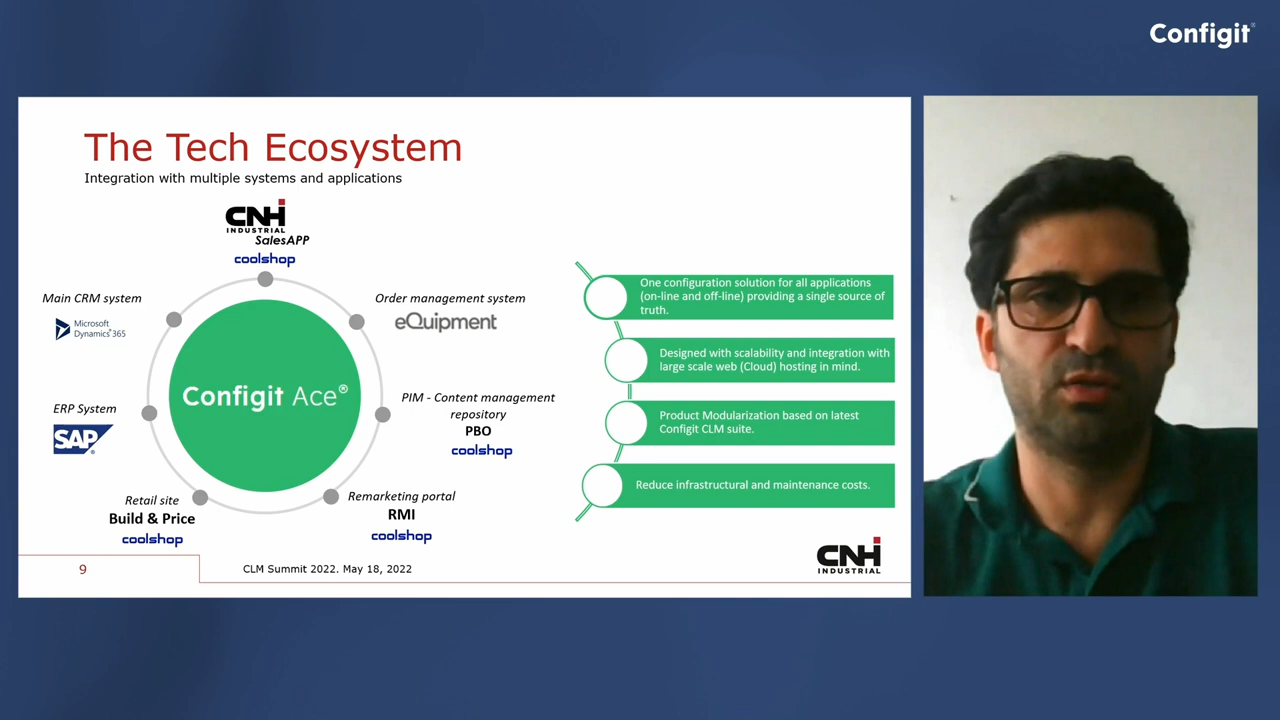 Configit
The Tech Ecosystem
Integration with multiple systems and applications
CNH
INDUSTRIAL
SalesAPP
coolshop
Main CRM system
Microsoft
Dynamics 365
Order management system
eQuipment
Configit Ace®
ERP System
SAP
PIM - Content management
repository
PBO
coolshop
Retail site
Build & Price
coolshop
Remarketing portal
RMI
coolshop
One configuration solution for all applications
(on-line and off-line) providing a single source of
truth.
Designed with scalability and integration with
large scale web (Cloud) hosting in mind.
Product Modularization based on latest
Configit CLM suite.
Reduce infrastructural and maintenance costs.
9
CLM Summit 2022. May 18, 2022
CNH
INDUSTRIAL